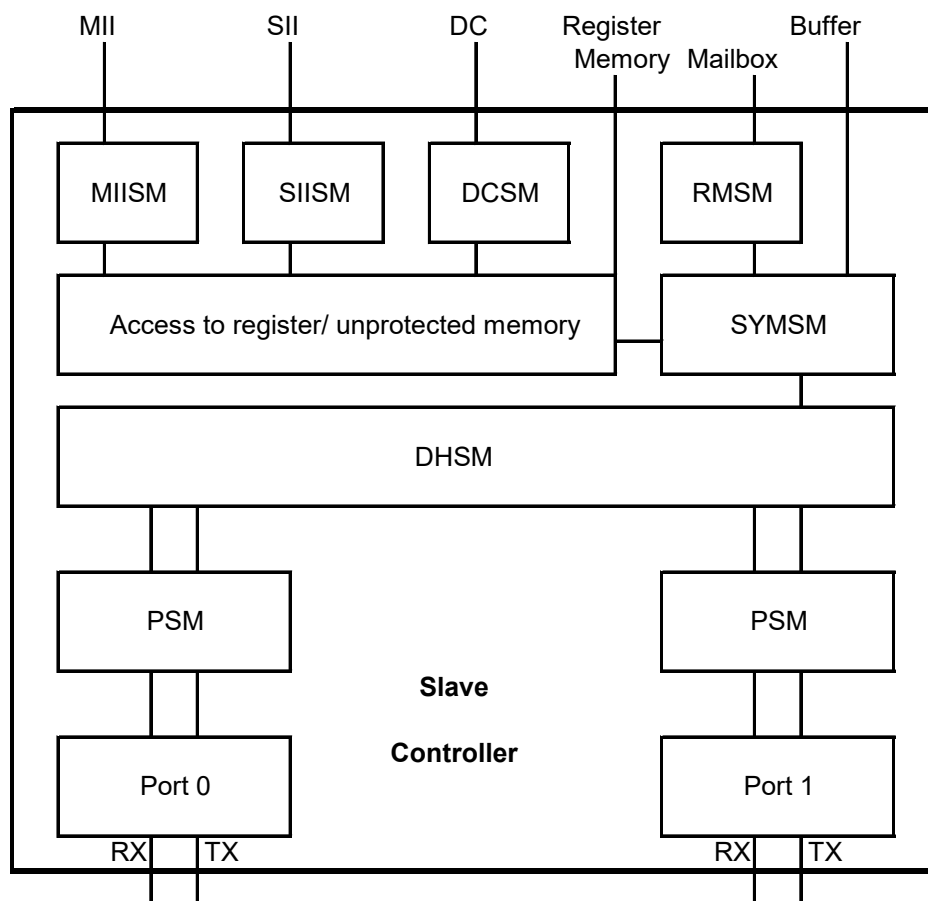 MII
SII
DC
Register
Memory
Mailbox
Buffer
MIISM
SIISM
DCSM
RMSM
Access to register/ unprotected memory
SYMSM
DHSM
PSM
PSM
Slave
Controller
Port 0
Port 1
RX
TX
RX
TX